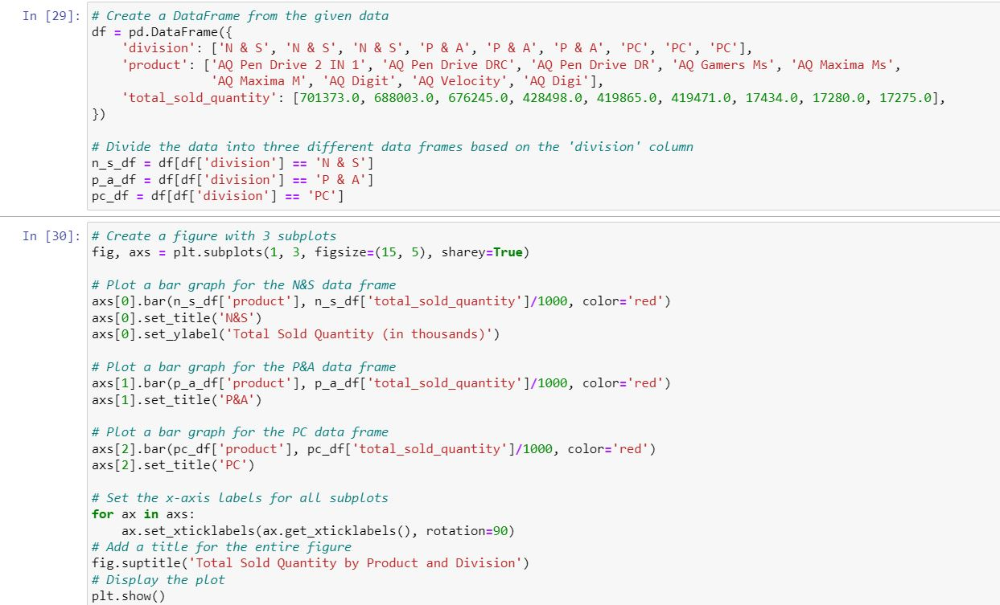 In [29]: # Create a DataFrame from the given data
df = pd.DataFrame({
    'division': ['N & S', 'N & S', 'N & S', 'P & A', 'P & A', 'P & A', 'PC', 'PC', 'PC'],
    'product': ['AQ Pen Drive 2 IN 1', 'AQ Pen Drive DRC', 'AQ Pen Drive DR', 'AQ Gamers Ms', 'AQ Maxima Ms',
                'AQ Maxima M', 'AQ Digit', 'AQ Velocity', 'AQ Digi'],
    'total_sold_quantity': [701373.0, 688003.0, 676245.0, 428498.0, 419865.0, 419471.0, 17434.0, 17280.0, 17275.0],
})

# Divide the data into three different data frames based on the 'division' column
n_s_df = df[df['division'] == 'N & S']
p_a_df = df[df['division'] == 'P & A']
pc_df = df[df['division'] == 'PC']

In [30]: # Create a figure with 3 subplots
fig, axs = plt.subplots(1, 3, figsize=(15, 5), sharey=True)

# Plot a bar graph for the N&S data frame
axs[0].bar(n_s_df['product'], n_s_df['total_sold_quantity']/1000, color='red')
axs[0].set_title('N&S')
axs[0].set_ylabel('Total Sold Quantity (in thousands)')

# Plot a bar graph for the P&A data frame
axs[1].bar(p_a_df['product'], p_a_df['total_sold_quantity']/1000, color='red')
axs[1].set_title('P&A')

# Plot a bar graph for the PC data frame
axs[2].bar(pc_df['product'], pc_df['total_sold_quantity']/1000, color='red')
axs[2].set_title('PC')

# Set the x-axis labels for all subplots
for ax in axs:
    ax.set_xticklabels(ax.get_xticklabels(), rotation=90)
# Add a title for the entire figure
fig.suptitle('Total Sold Quantity by Product and Division')
# Display the plot
plt.show()